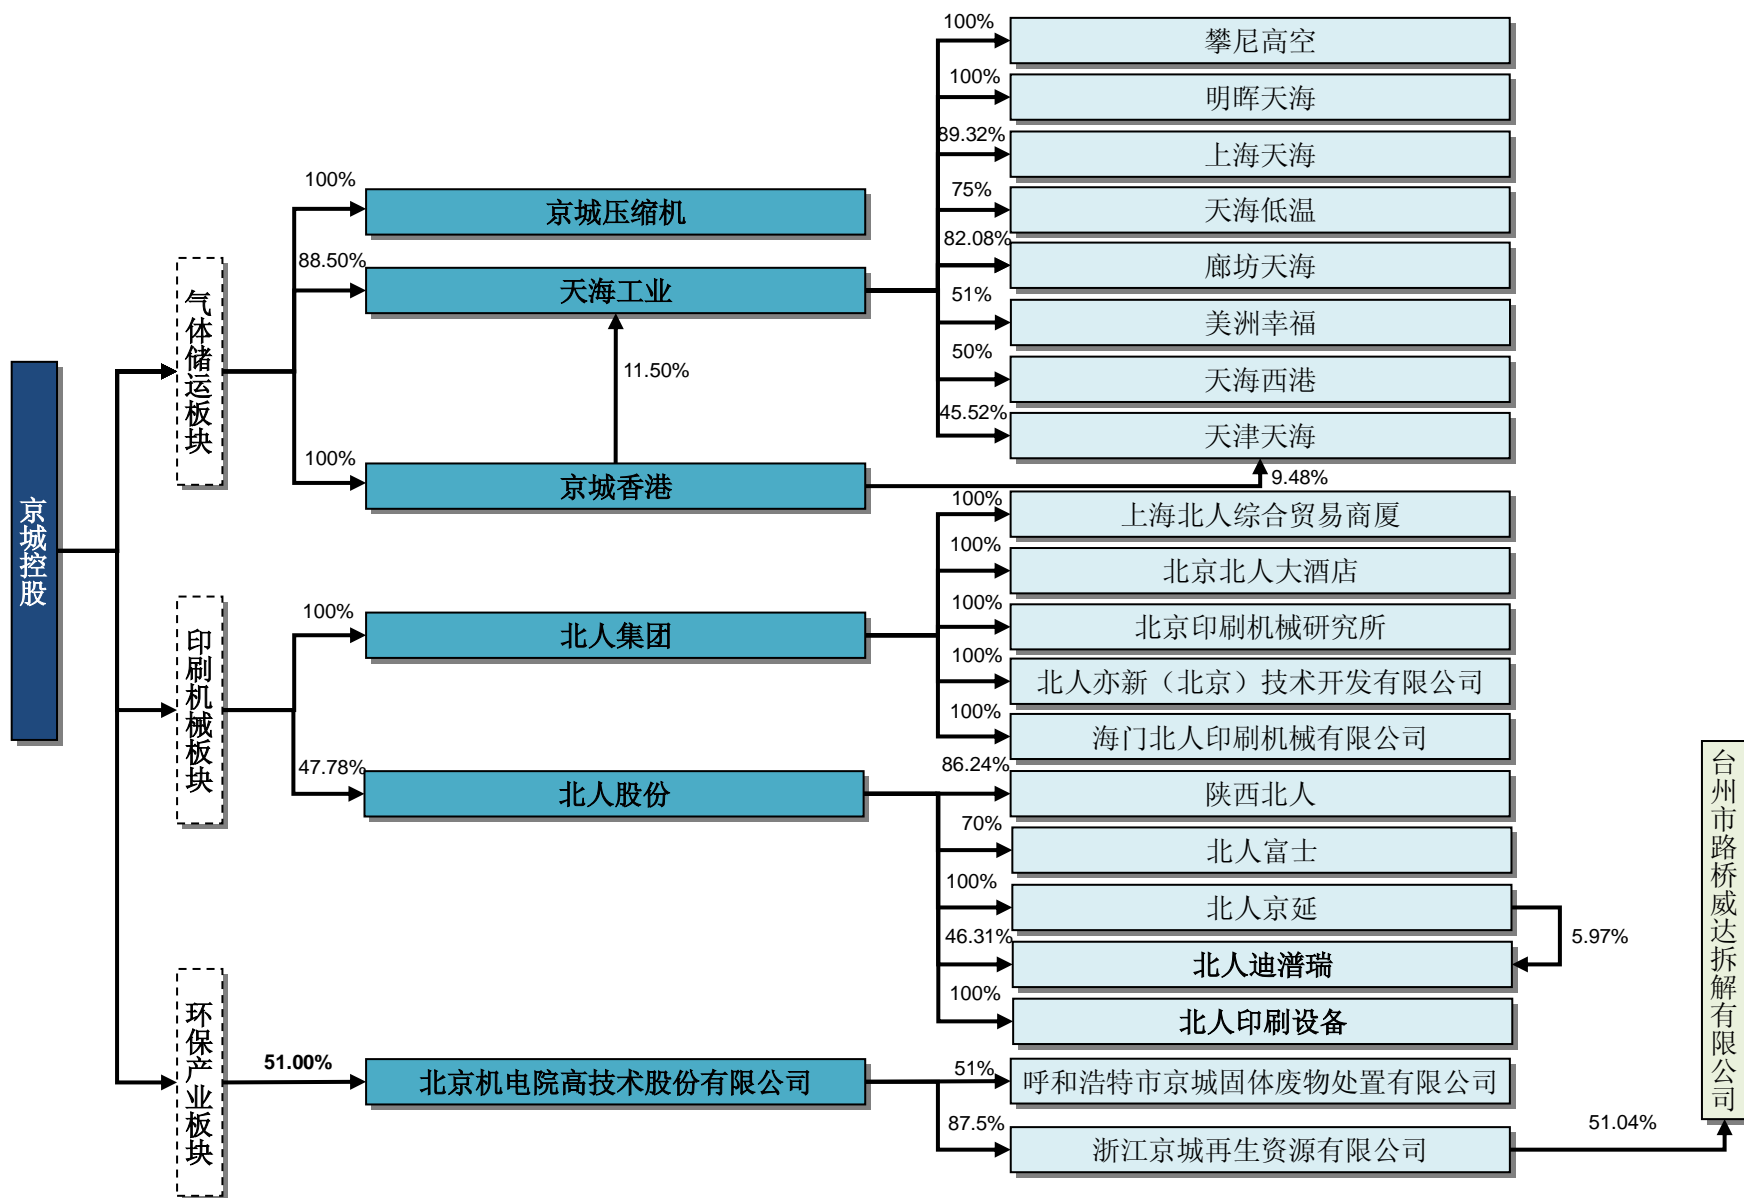 京城控股
气体储运板块
100%
京城压缩机
88.50%
天海工业
11.50%
100%
京城香港
100%
攀尼高空
100%
明晖天海
89.32%
上海天海
75%
天海低温
82.08%
廊坊天海
51%
美洲幸福
50%
天海西港
45.52%
天津天海
9.48%
印刷机械板块
100%
北人集团
100%
上海北人综合贸易商厦
100%
北京北人大酒店
100%
北京印刷机械研究所
100%
北人亦新（北京）技术开发有限公司
100%
海门北人印刷机械有限公司
47.78%
北人股份
86.24%
陕西北人
70%
北人富士
100%
北人京延
5.97%
46.31%
北人迪潽瑞
100%
北人印刷设备
环保产业板块
51.00%
北京机电院高技术股份有限公司
51%
呼和浩特市京城固体废物处置有限公司
87.5%
浙江京城再生资源有限公司
51.04%
台州市路桥威达拆解有限公司